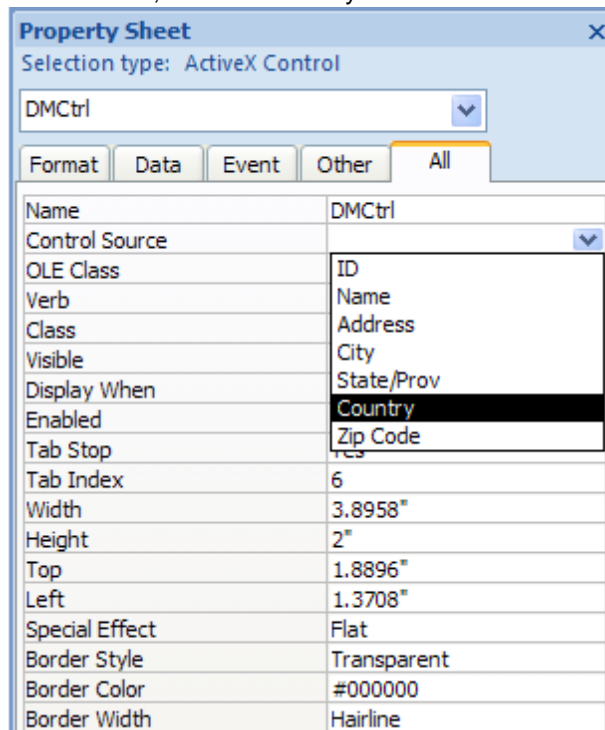 Property Sheet
Selection type: ActiveX Control
DMCtrl
Format Data Event Other All
Name DMCtrl
Control Source
OLE Class ID
Verb Name
Class Address
Visible City
Display When State/Prov
Enabled Country
Tab Stop Zip Code
Tab Index 6
Width 3.8958"
Height 2"
Top 1.8896"
Left 1.3708"
Special Effect Flat
Border Style Transparent
Border Color #000000
Border Width Hairline